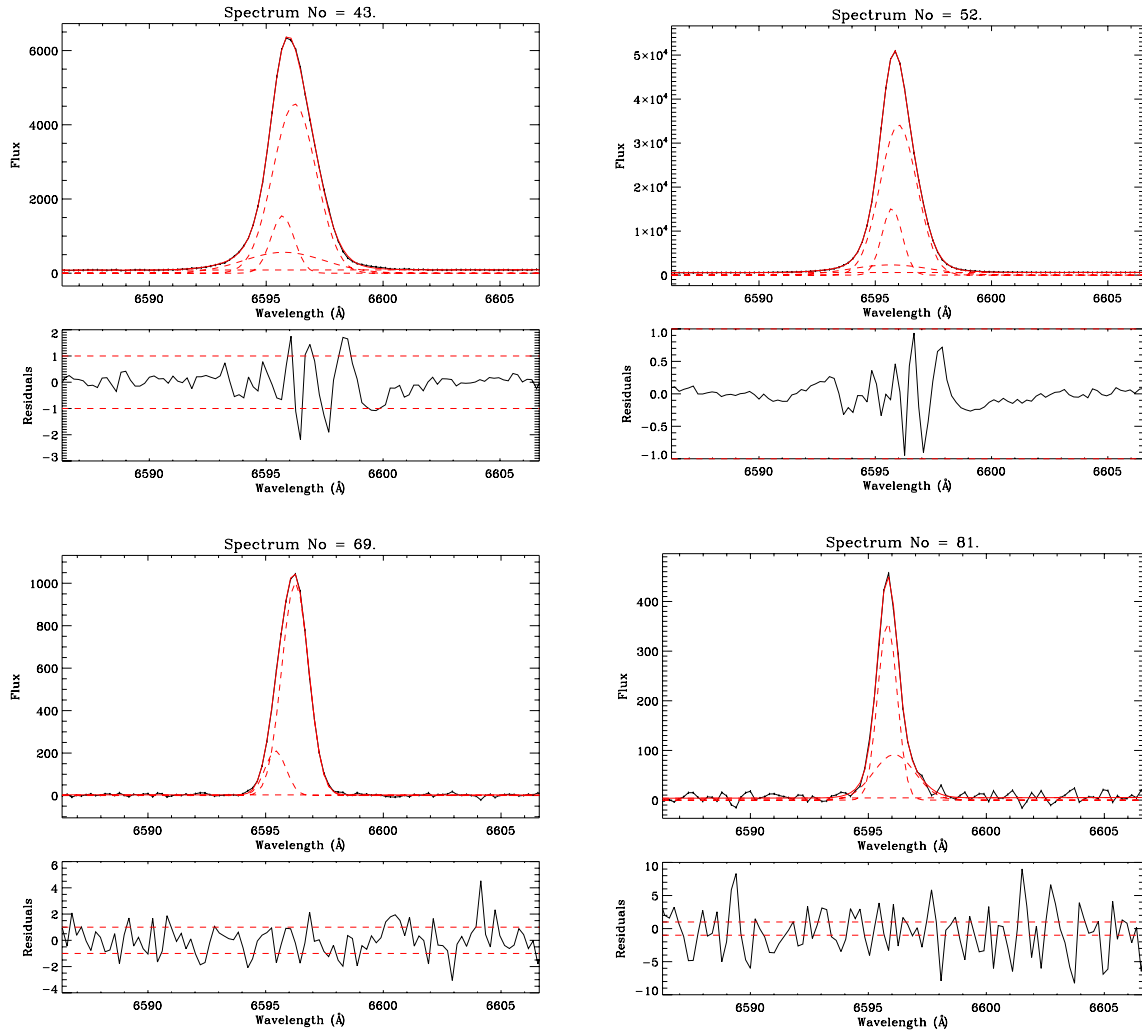 Spectrum No = 43.
6000
4000
2000
0
Flux
6590 6595 6600 6605
Wavelength (Å)
2
1
0
−1
−2
−3
Residuals
6590 6595 6600 6605
Wavelength (Å)
Spectrum No = 52.
5×10⁴
4×10⁴
3×10⁴
2×10⁴
1×10⁴
0
Flux
6590 6595 6600 6605
Wavelength (Å)
1.0
0.5
0.0
−0.5
−1.0
Residuals
6590 6595 6600 6605
Wavelength (Å)
Spectrum No = 69.
1000
800
600
400
200
0
Flux
6590 6595 6600 6605
Wavelength (Å)
6
4
2
0
−2
−4
Residuals
6590 6595 6600 6605
Wavelength (Å)
Spectrum No = 81.
400
300
200
100
0
Flux
6590 6595 6600 6605
Wavelength (Å)
10
5
0
−5
−10
Residuals
6590 6595 6600 6605
Wavelength (Å)